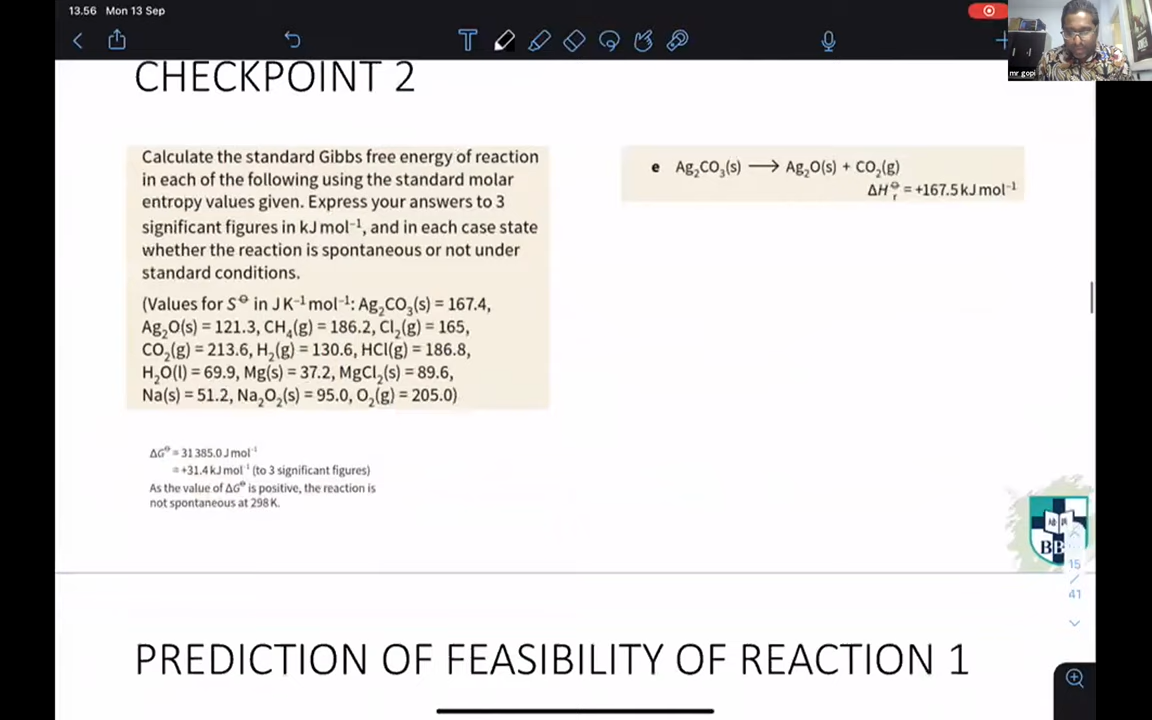 13.56 Mon 13 Sep
mr gopi
CHECKPOINT 2
Calculate the standard Gibbs free energy of reaction
in each of the following using the standard molar
entropy values given. Express your answers to 3
significant figures in kJ mol⁻¹, and in each case state
whether the reaction is spontaneous or not under
standard conditions.
(Values for S⦵ in J K⁻¹ mol⁻¹: Ag₂CO₃(s) = 167.4,
Ag₂O(s) = 121.3, CH₄(g) = 186.2, Cl₂(g) = 165,
CO₂(g) = 213.6, H₂(g) = 130.6, HCl(g) = 186.8,
H₂O(l) = 69.9, Mg(s) = 37.2, MgCl₂(s) = 89.6,
Na(s) = 51.2, Na₂O₂(s) = 95.0, O₂(g) = 205.0)
e Ag₂CO₃(s) ⟶ Ag₂O(s) + CO₂(g)
ΔH⦵ᵣ = +167.5 kJ mol⁻¹
ΔG⦵ = 31 385.0 J mol⁻¹
= +31.4 kJ mol⁻¹ (to 3 significant figures)
As the value of ΔG⦵ is positive, the reaction is
not spontaneous at 298 K.
BB
15
/
41
PREDICTION OF FEASIBILITY OF REACTION 1